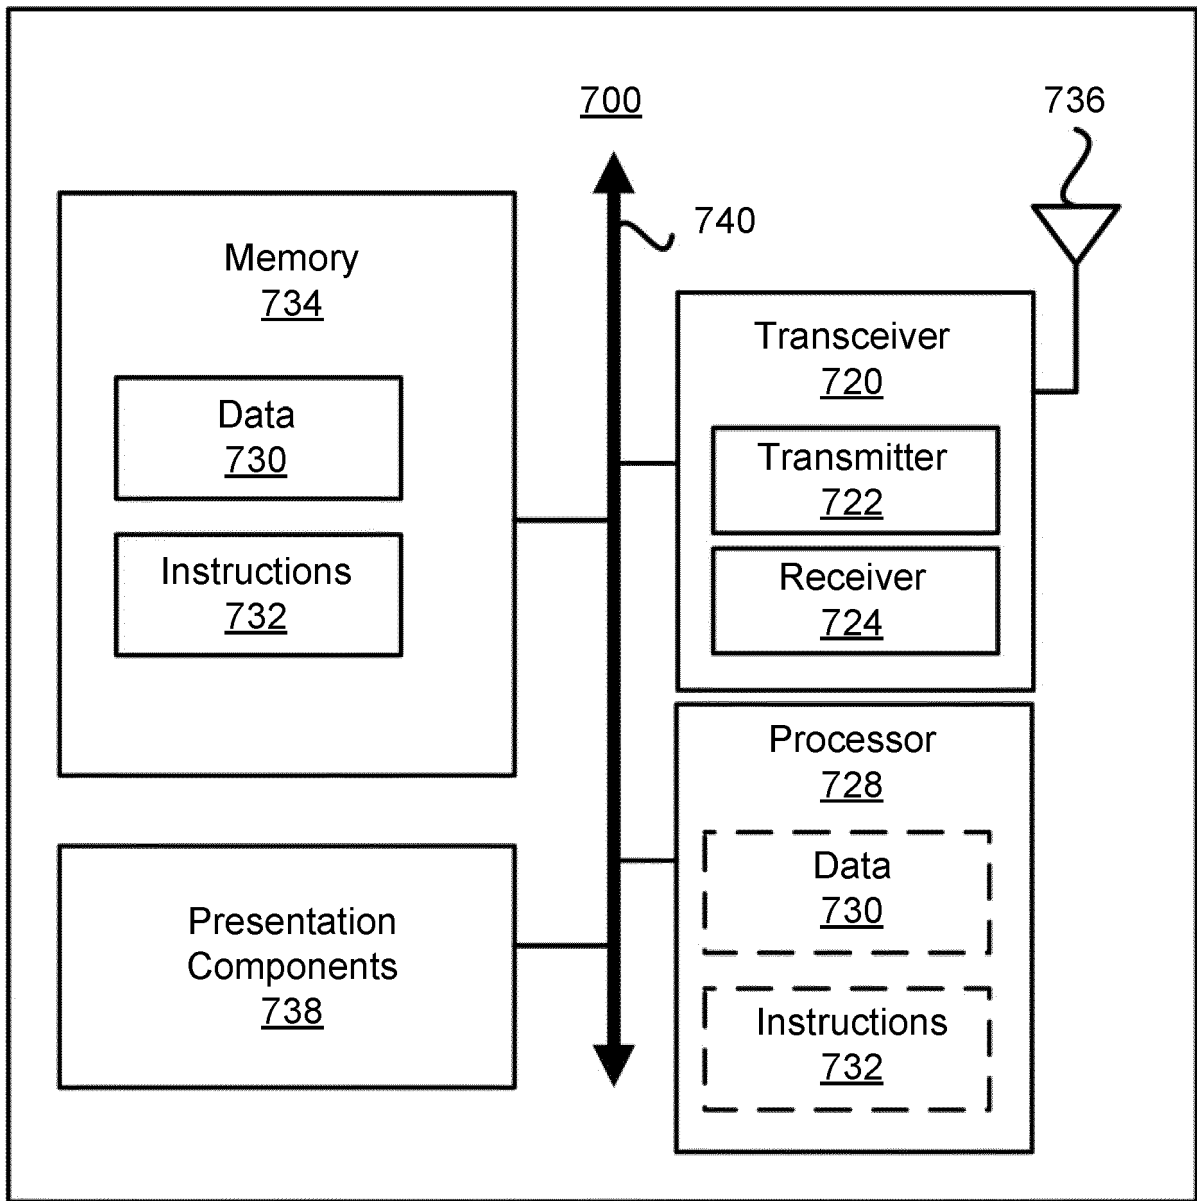 700
736
740
Memory
734
Data
730
Instructions
732
Transceiver
720
Transmitter
722
Receiver
724
Presentation
Components
738
Processor
728
Data
730
Instructions
732